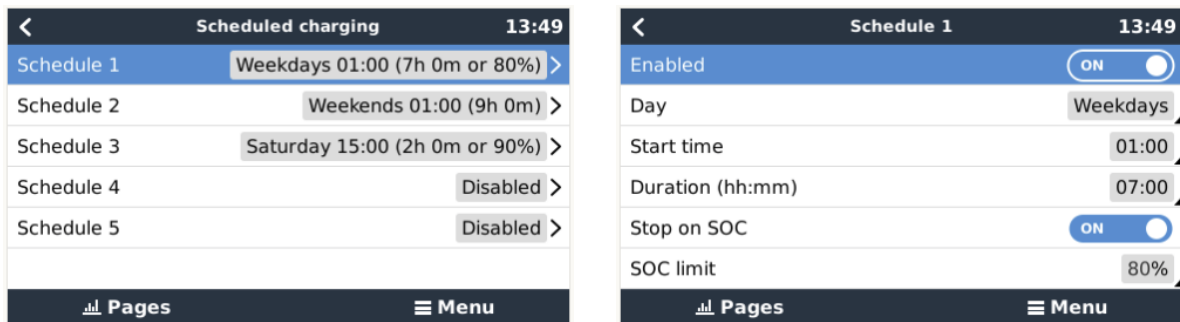 Scheduled charging 13:49
Schedule 1 Weekdays 01:00 (7h 0m or 80%)
Schedule 2 Weekends 01:00 (9h 0m)
Schedule 3 Saturday 15:00 (2h 0m or 90%)
Schedule 4 Disabled
Schedule 5 Disabled
Pages Menu
Schedule 1 13:49
Enabled ON
Day Weekdays
Start time 01:00
Duration (hh:mm) 07:00
Stop on SOC ON
SOC limit 80%
Pages Menu